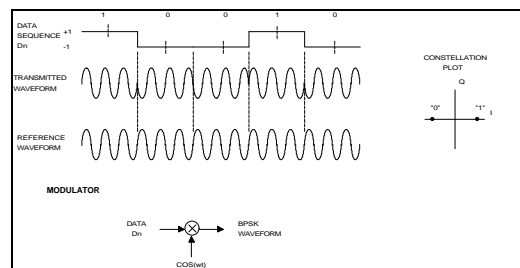 1 0 0 1 0
DATA
SEQUENCE
Dn
+1
-1
TRANSMITTED
WAVEFORM
REFERENCE
WAVEFORM
CONSTELLATION
PLOT
Q
"0" "1" I
MODULATOR
DATA
Dn
BPSK
WAVEFORM
COS(wt)